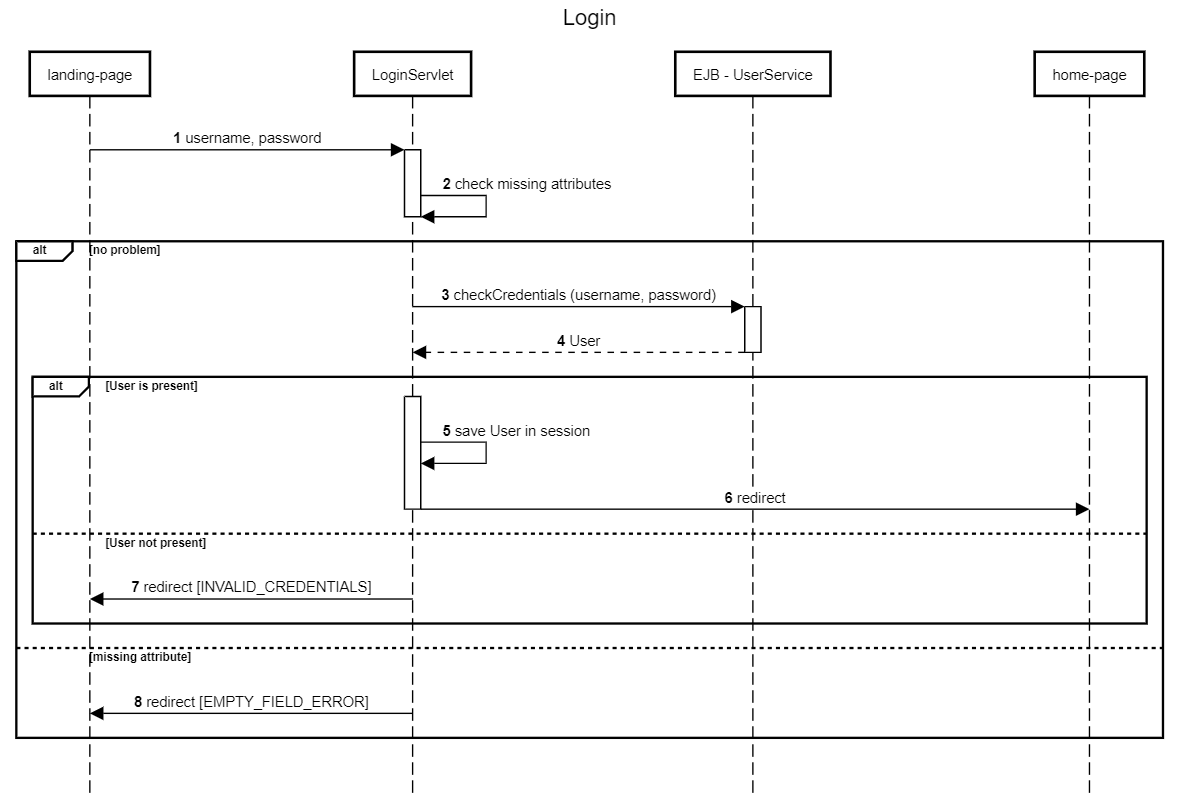 Login
landing-page
LoginServlet
EJB - UserService
home-page
1 username, password
2 check missing attributes
alt
[no problem]
3 checkCredentials (username, password)
4 User
alt
[User is present]
5 save User in session
6 redirect
[User not present]
7 redirect [INVALID_CREDENTIALS]
[missing attribute]
8 redirect [EMPTY_FIELD_ERROR]